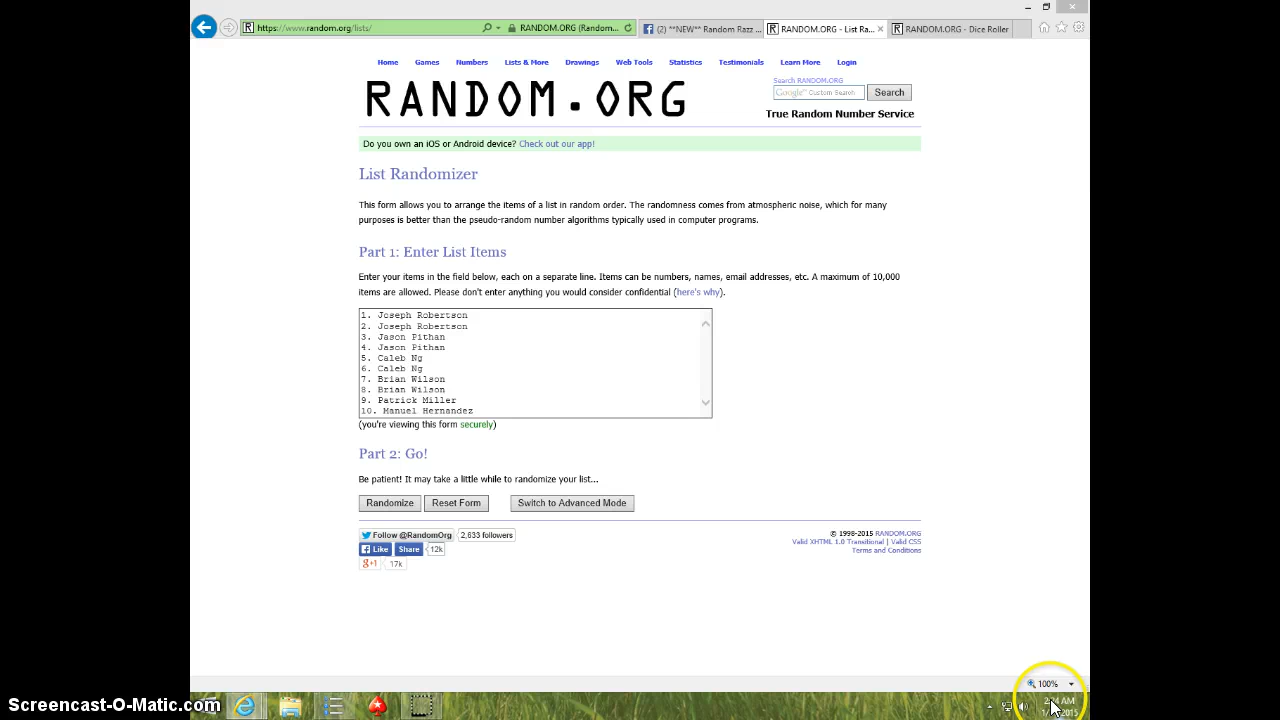 https://www.random.org/lists/
RANDOM.ORG (Random...
(2) **NEW** Random Razz ...
RANDOM.ORG - List Ra...
RANDOM.ORG - Dice Roller
Home Games Numbers Lists & More Drawings Web Tools Statistics Testimonials Learn More Login
Search RANDOM.ORG
RANDOM.ORG
Google™ Custom Search Search
True Random Number Service
Do you own an iOS or Android device? Check out our app!
List Randomizer
This form allows you to arrange the items of a list in random order. The randomness comes from atmospheric noise, which for many
purposes is better than the pseudo-random number algorithms typically used in computer programs.
Part 1: Enter List Items
Enter your items in the field below, each on a separate line. Items can be numbers, names, email addresses, etc. A maximum of 10,000
items are allowed. Please don't enter anything you would consider confidential (here's why).
1. Joseph Robertson
2. Joseph Robertson
3. Jason Pithan
4. Jason Pithan
5. Caleb Ng
6. Caleb Ng
7. Brian Wilson
8. Brian Wilson
9. Patrick Miller
10. Manuel Hernandez
(you're viewing this form securely)
Part 2: Go!
Be patient! It may take a little while to randomize your list...
Randomize Reset Form Switch to Advanced Mode
Follow @RandomOrg 2,633 followers
Like Share 12k
g+1 17k
© 1998-2015 RANDOM.ORG
Valid XHTML 1.0 Transitional | Valid CSS
Terms and Conditions
100%
AM
Screencast-O-Matic.com